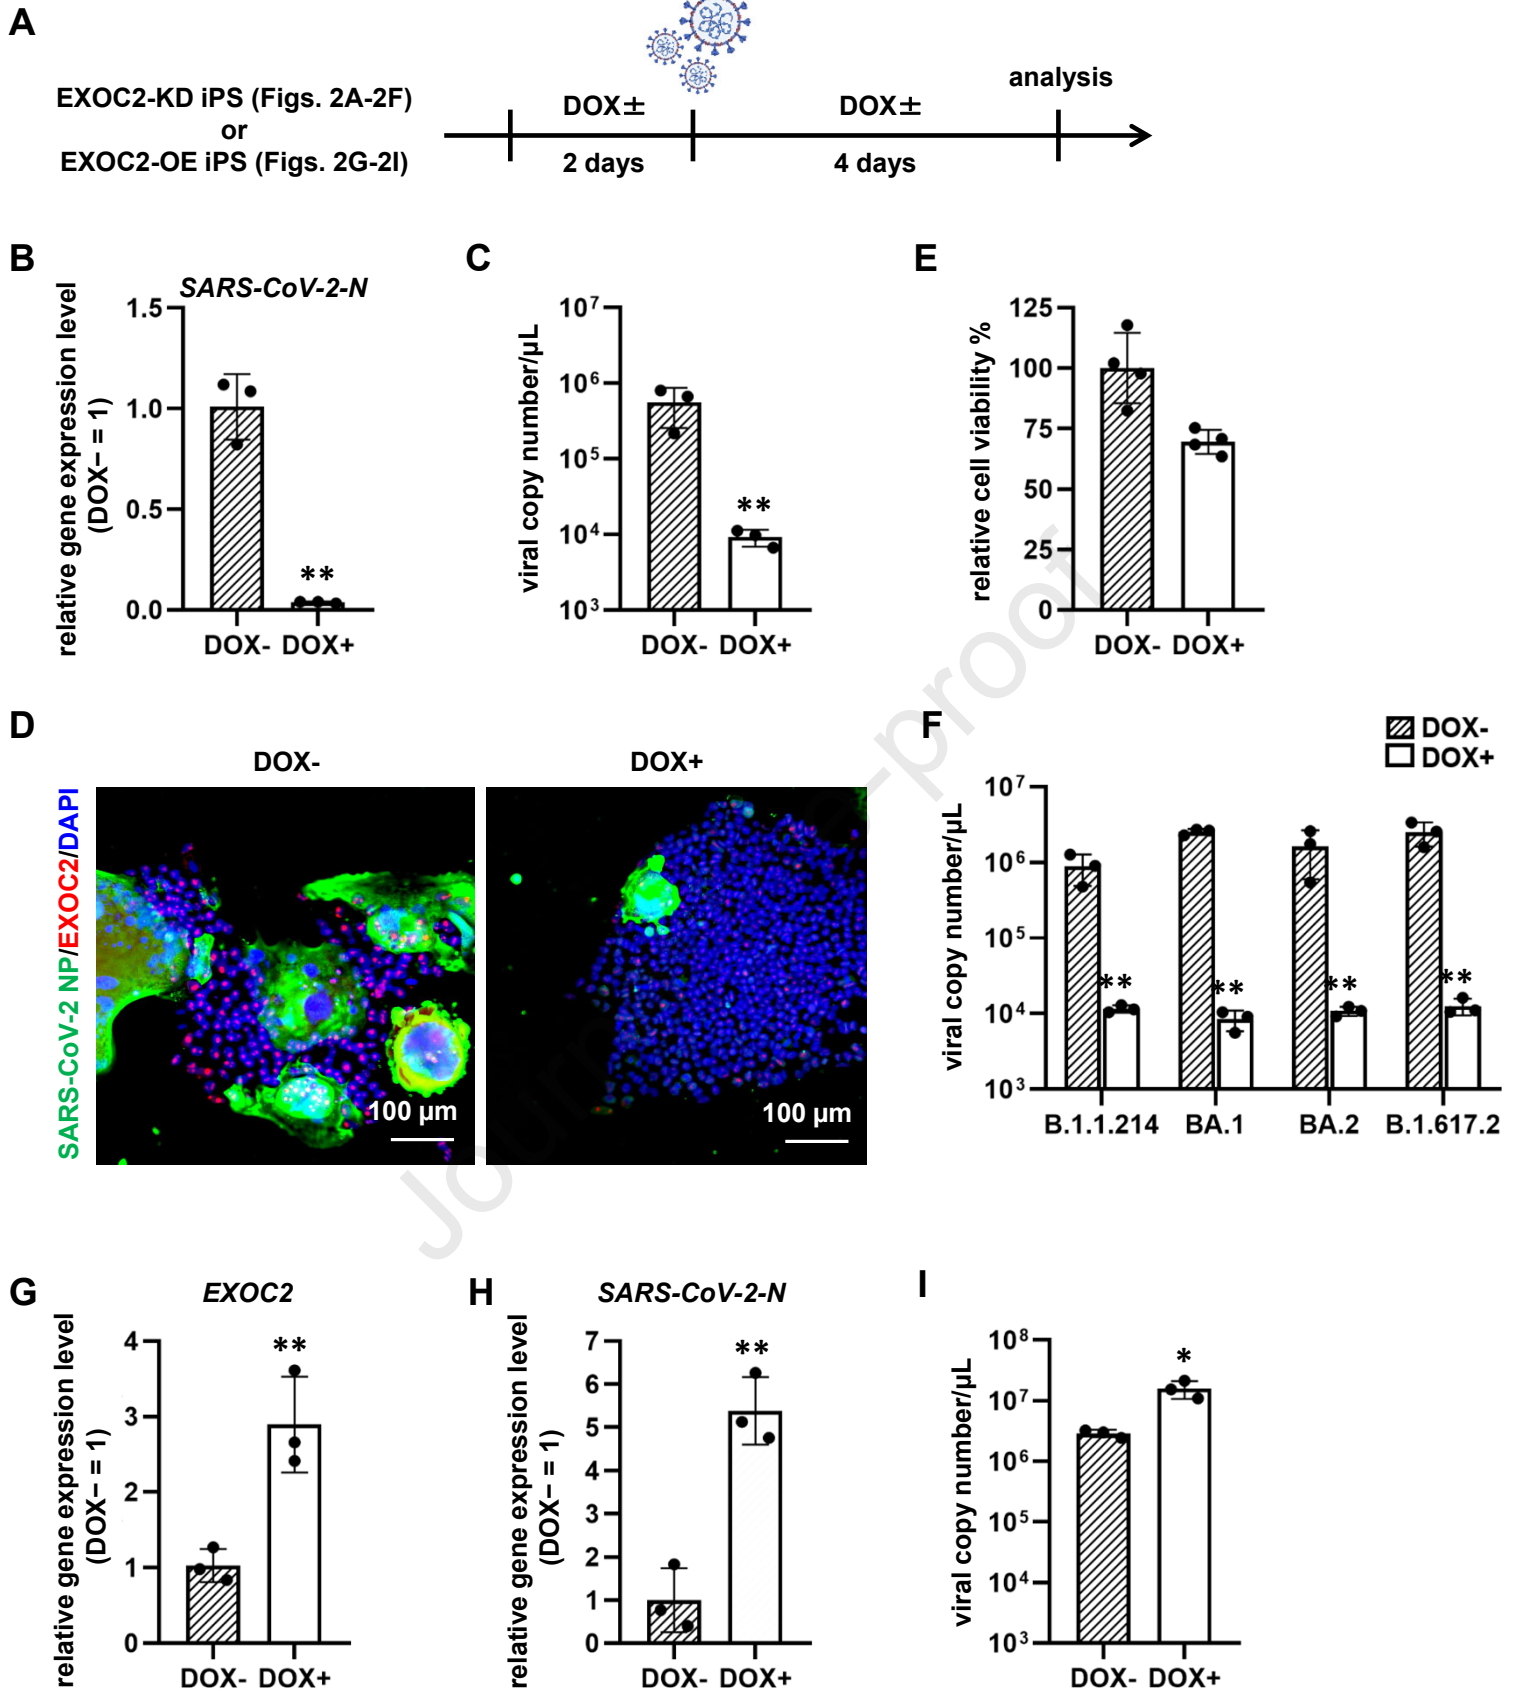 A
EXOC2-KD iPS (Figs. 2A-2F)
or
EXOC2-OE iPS (Figs. 2G-2I)
DOX±
2 days
DOX±
4 days
analysis
B
SARS-CoV-2-N
relative gene expression level
(DOX− = 1)
1.5
1.0
0.5
0.0
**
DOX- DOX+
C
viral copy number/μL
10⁷
10⁶
10⁵
10⁴
10³
**
DOX- DOX+
E
relative cell viability %
125
100
75
50
25
0
DOX- DOX+
D
SARS-CoV-2 NP/EXOC2/DAPI
DOX-
DOX+
100 μm
100 μm
F
DOX-
DOX+
viral copy number/μL
10⁷
10⁶
10⁵
10⁴
10³
**
**
**
**
B.1.1.214 BA.1 BA.2 B.1.617.2
G
EXOC2
relative gene expression level
(DOX− = 1)
4
3
2
1
0
**
DOX- DOX+
H
SARS-CoV-2-N
relative gene expression level
(DOX− = 1)
7
6
5
4
3
2
1
0
**
DOX- DOX+
I
viral copy number/μL
10⁸
10⁷
10⁶
10⁵
10⁴
10³
*
DOX- DOX+